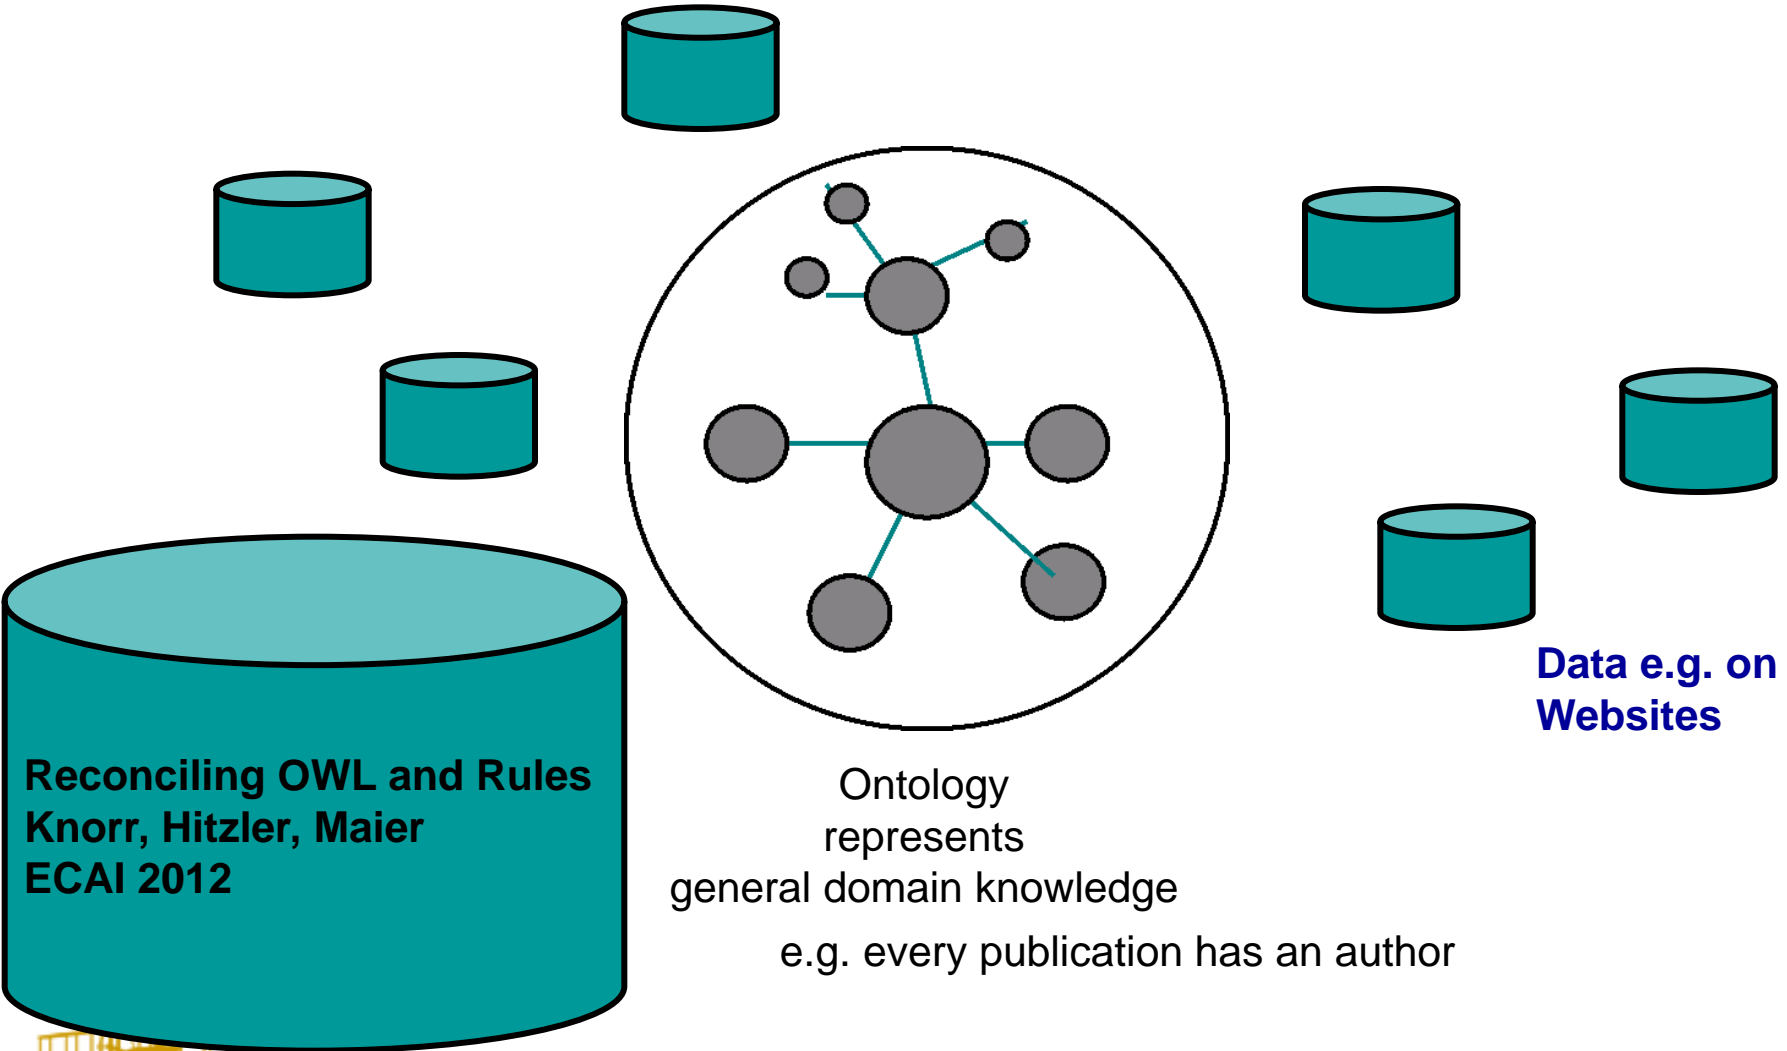 Data e.g. on
Websites
Reconciling OWL and Rules
Knorr, Hitzler, Maier
ECAI 2012
Ontology
represents
general domain knowledge
e.g. every publication has an author